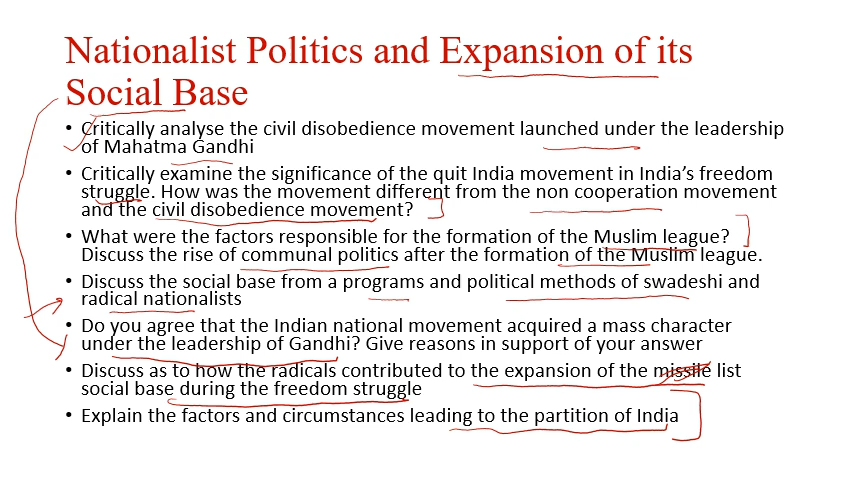 Nationalist Politics and Expansion of its
Social Base
• Critically analyse the civil disobedience movement launched under the leadership
of Mahatma Gandhi
• Critically examine the significance of the quit India movement in India's freedom
struggle. How was the movement different from the non cooperation movement
and the civil disobedience movement?
• What were the factors responsible for the formation of the Muslim league?
Discuss the rise of communal politics after the formation of the Muslim league.
• Discuss the social base from a programs and political methods of swadeshi and
radical nationalists
• Do you agree that the Indian national movement acquired a mass character
under the leadership of Gandhi? Give reasons in support of your answer
• Discuss as to how the radicals contributed to the expansion of the missile list
social base during the freedom struggle
• Explain the factors and circumstances leading to the partition of India